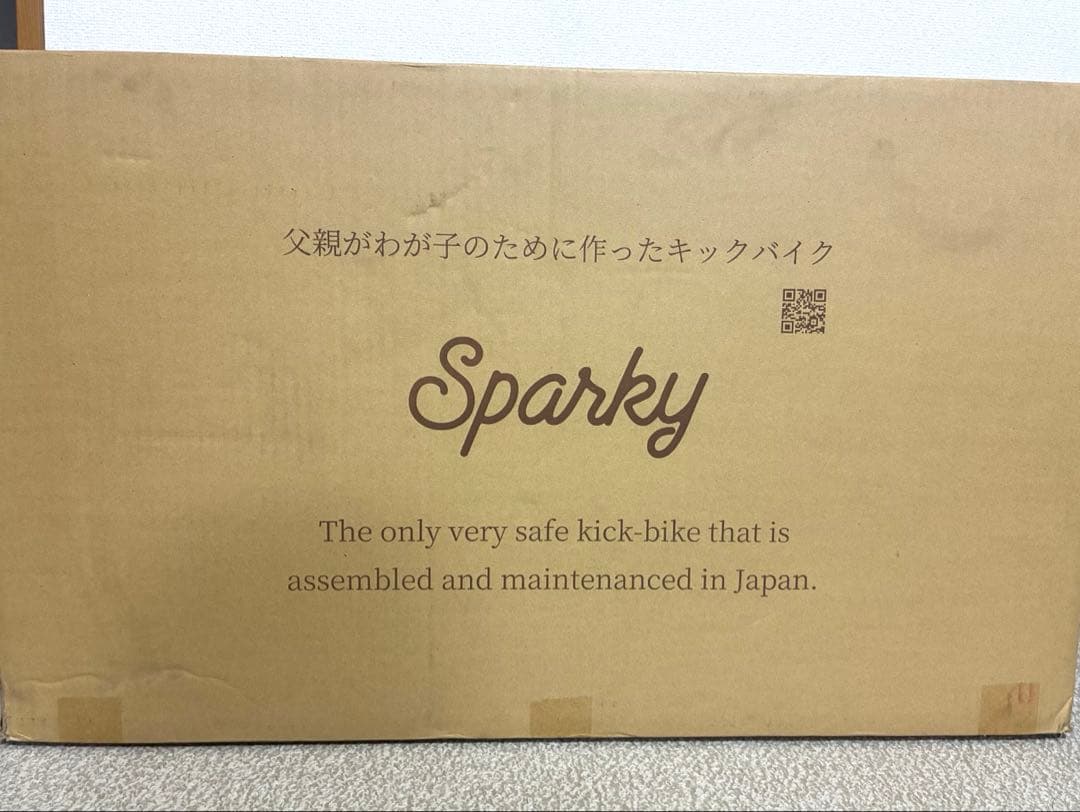 父親がわが子のために作ったキックバイク
Sparky
The only very safe kick-bike that is
assembled and maintenanced in Japan.